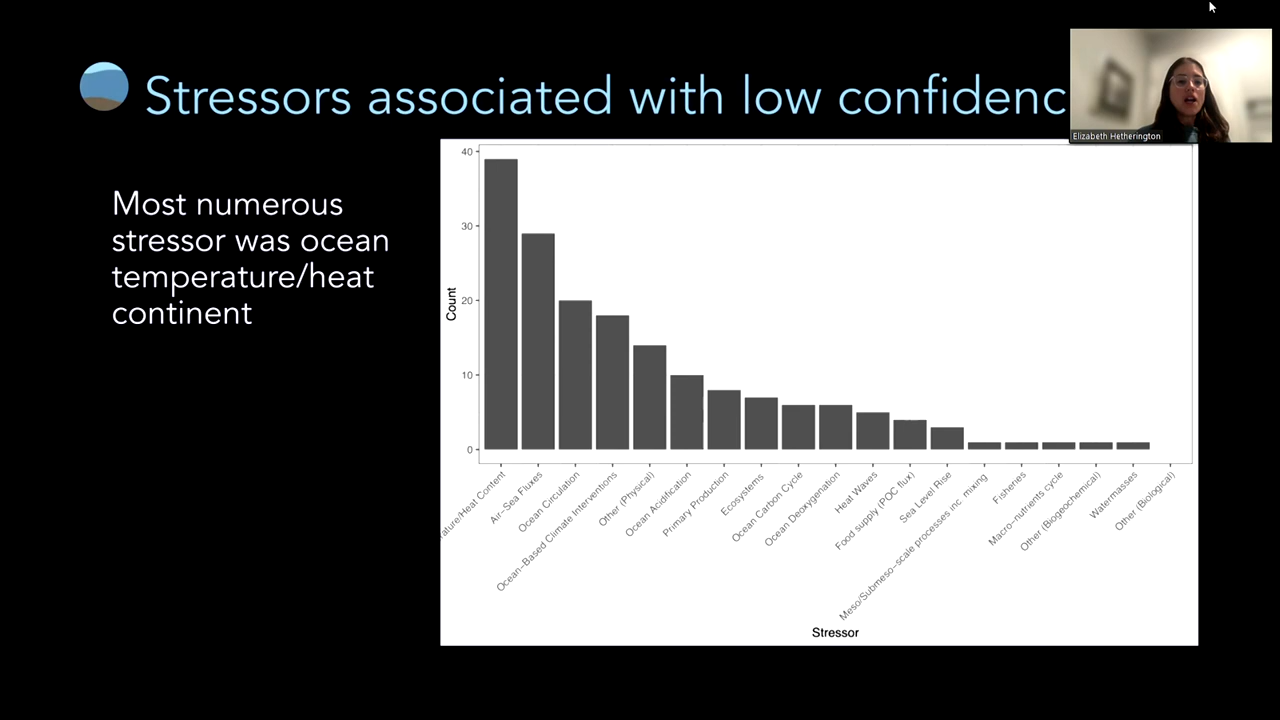 Stressors associated with low confidenc
Elizabeth Hetherington
Most numerous
stressor was ocean
temperature/heat
continent
40
30
20
10
0
Count
rature/Heat Content
Air-Sea Fluxes
Ocean Circulation
Ocean-Based Climate Interventions
Other (Physical)
Ocean Acidification
Primary Production
Ecosystems
Ocean Carbon Cycle
Ocean Deoxygenation
Heat Waves
Food supply (POC flux)
Sea Level Rise
Meso/Submeso-scale processes inc. mixing
Fisheries
Macro-nutrients cycle
Other (Biogeochemical)
Watermasses
Other (Biological)
Stressor